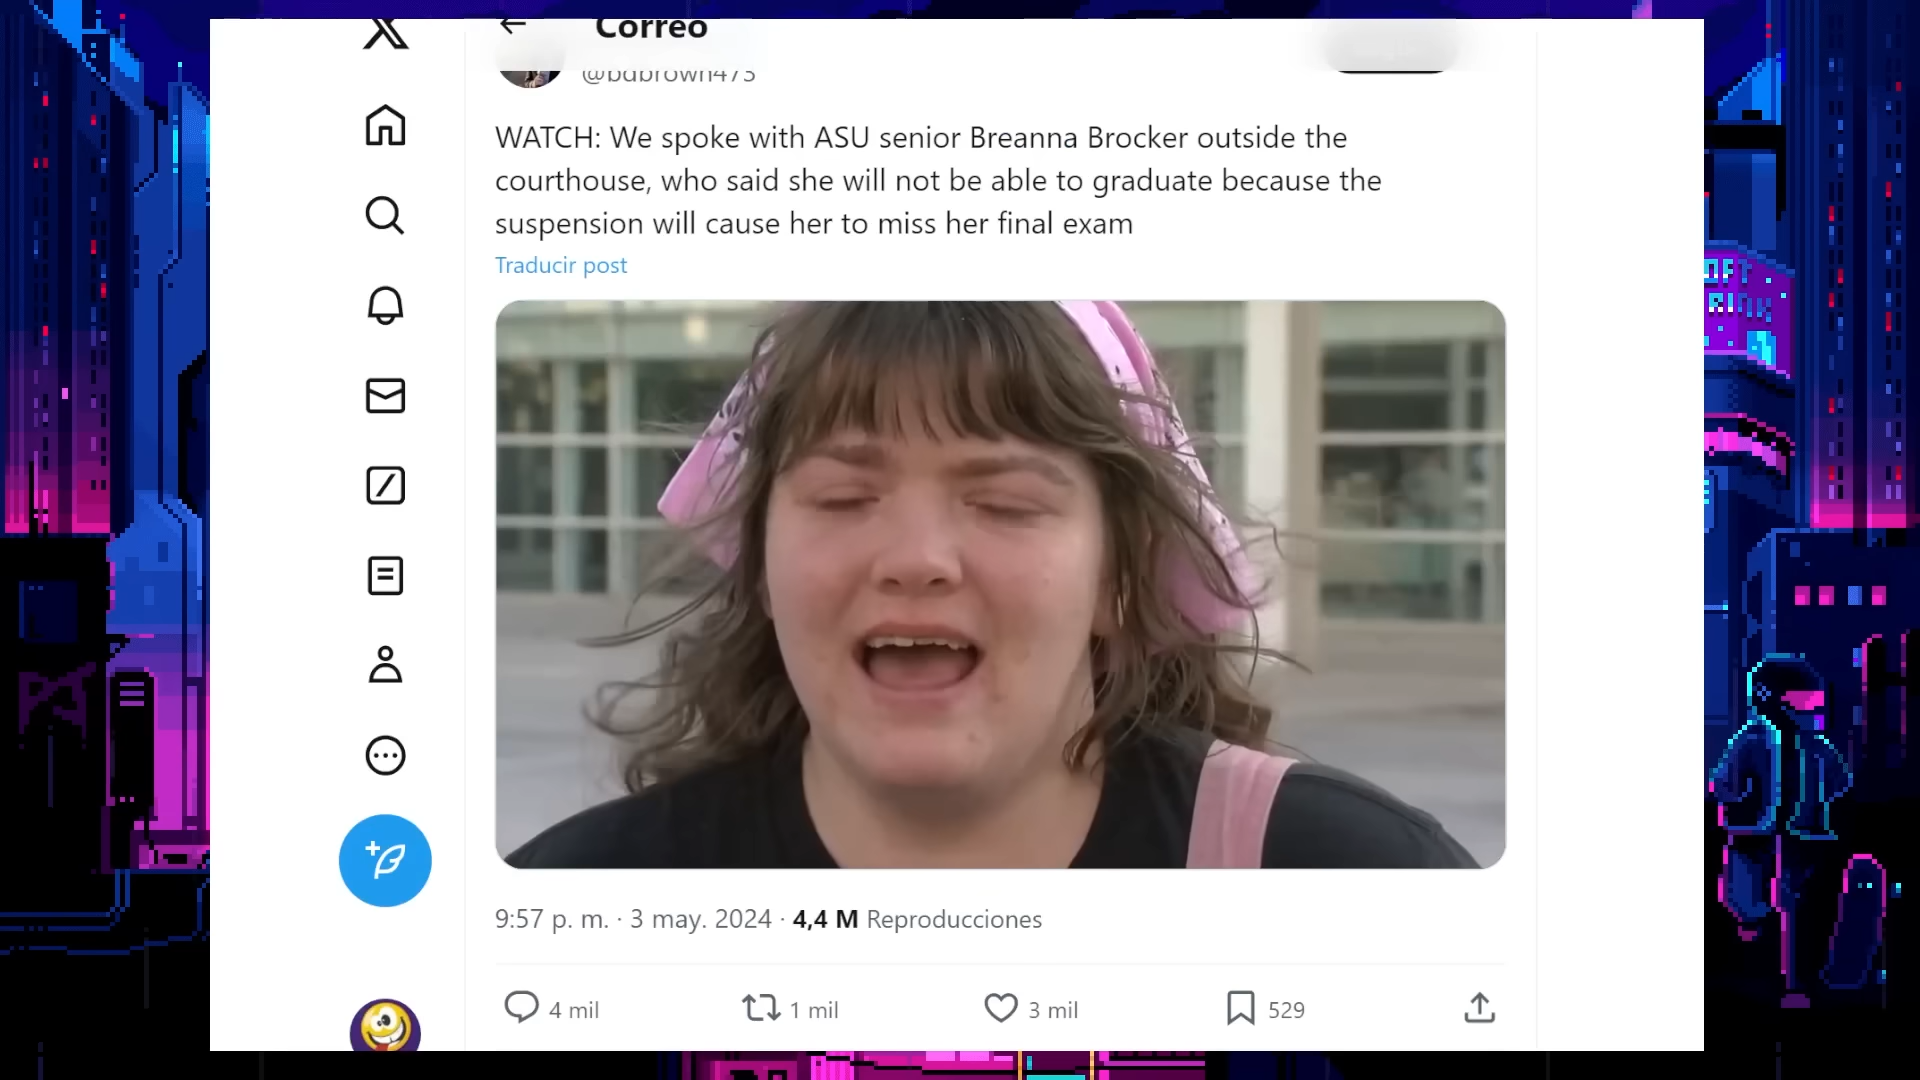 Correo
@bdbrown473
WATCH: We spoke with ASU senior Breanna Brocker outside the
courthouse, who said she will not be able to graduate because the
suspension will cause her to miss her final exam
Traducir post
9:57 p. m. · 3 may. 2024 · 4,4 M Reproducciones
4 mil
1 mil
3 mil
529